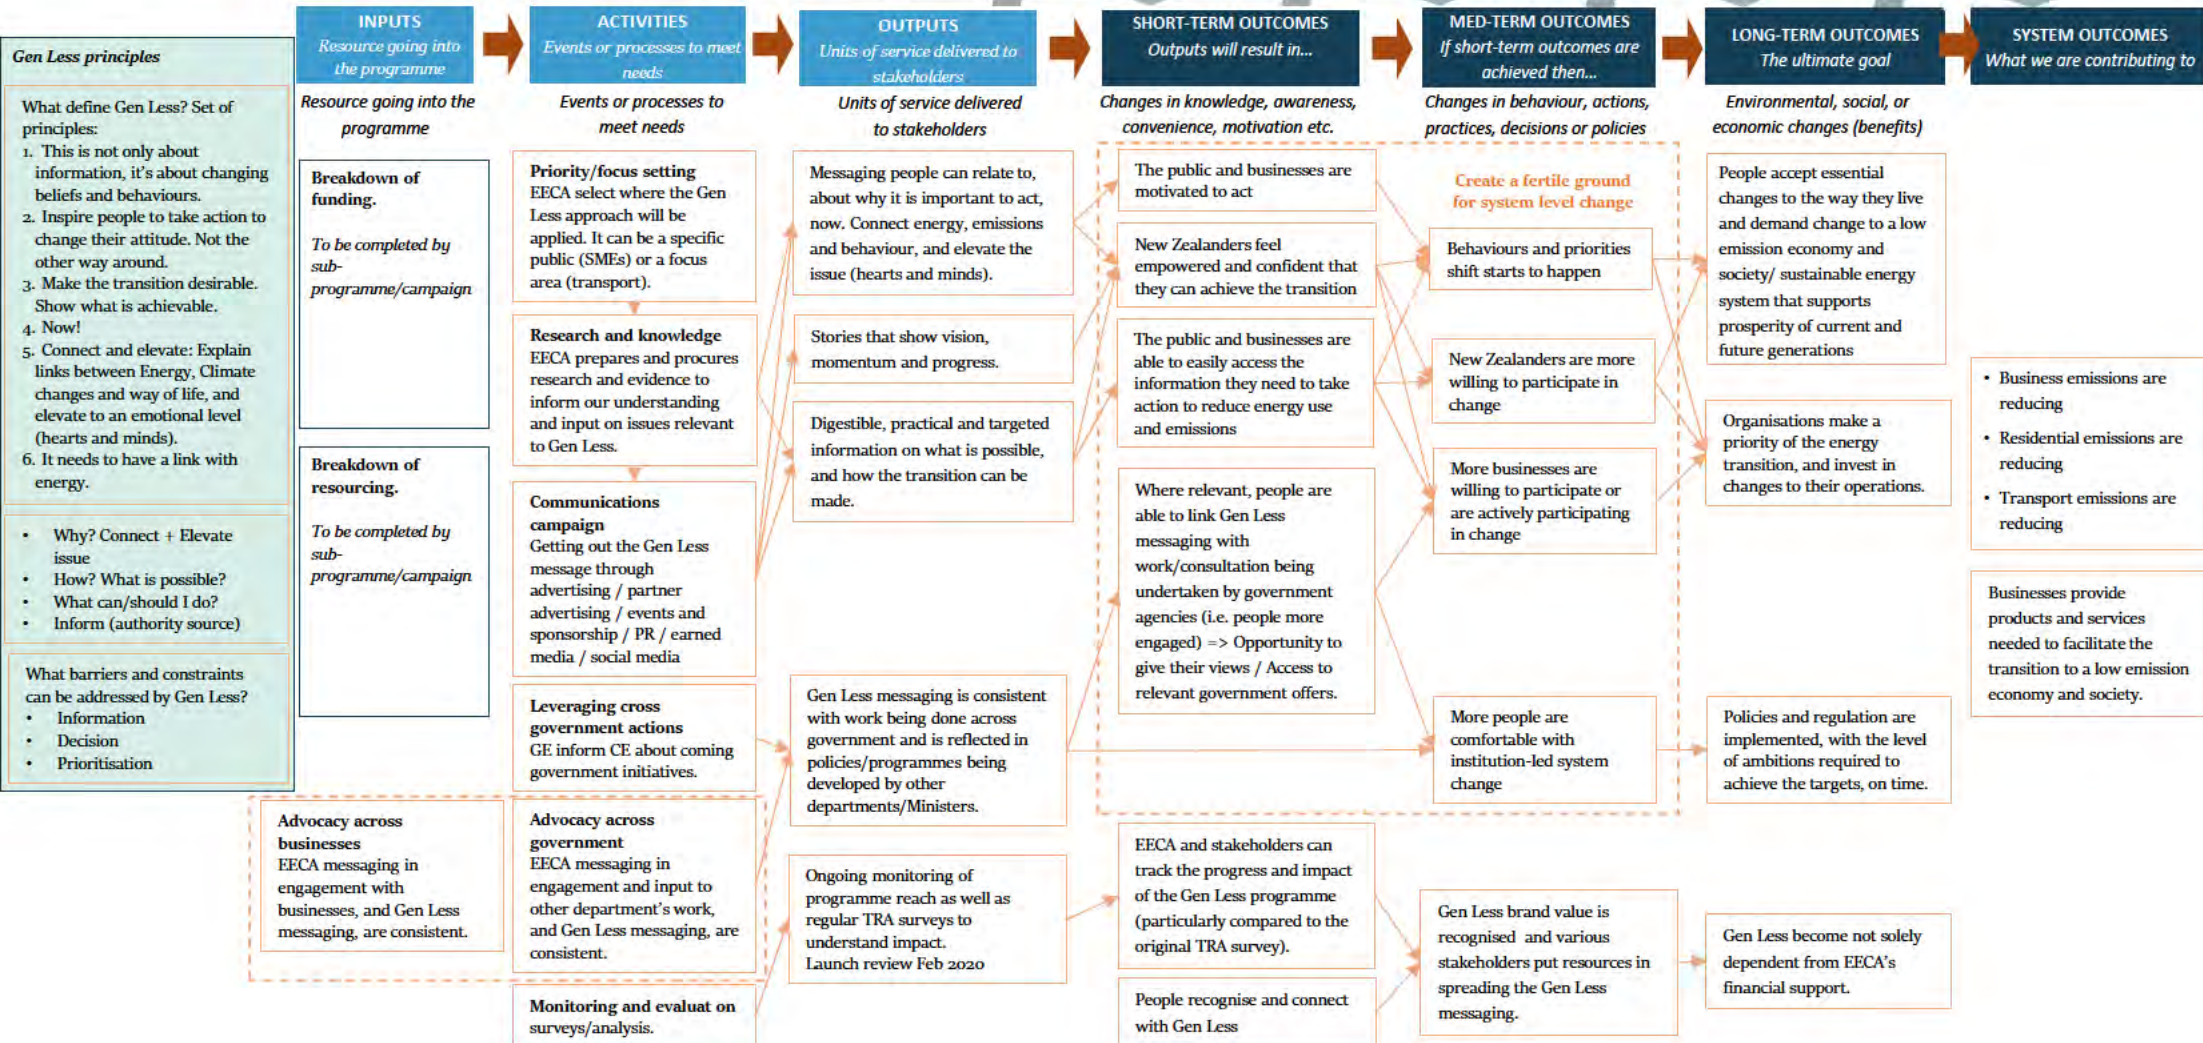 INPUTS
Resource going into
the programme
ACTIVITIES
Events or processes to meet
needs
OUTPUTS
Units of service delivered to
stakeholders
SHORT-TERM OUTCOMES
Outputs will result in...
MED-TERM OUTCOMES
If short-term outcomes are
achieved then...
LONG-TERM OUTCOMES
The ultimate goal
SYSTEM OUTCOMES
What we are contributing to
Gen Less principles
What define Gen Less? Set of
principles:
1. This is not only about
information, it's about changing
beliefs and behaviours.
2. Inspire people to take action to
change their attitude. Not the
other way around.
3. Make the transition desirable.
Show what is achievable.
4. Now!
5. Connect and elevate: Explain
links between Energy, Climate
changes and way of life, and
elevate to an emotional level
(hearts and minds).
6. It needs to have a link with
energy.
• Why? Connect + Elevate
issue
• How? What is possible?
• What can/should I do?
• Inform (authority source)
What barriers and constraints
can be addressed by Gen Less?
• Information
• Decision
• Prioritisation
Resource going into the
programme
Breakdown of
funding.
To be completed by
sub-
programme/campaign
Breakdown of
resourcing.
To be completed by
sub-
programme/campaign
Advocacy across
businesses
EECA messaging in
engagement with
businesses, and Gen Less
messaging, are consistent.
Events or processes to
meet needs
Priority/focus setting
EECA select where the Gen
Less approach will be
applied. It can be a specific
public (SMEs) or a focus
area (transport).
Research and knowledge
EECA prepares and procures
research and evidence to
inform our understanding
and input on issues relevant
to Gen Less.
Communications
campaign
Getting out the Gen Less
message through
advertising / partner
advertising / events and
sponsorship / PR / earned
media / social media
Leveraging cross
government actions
GE inform CE about coming
government initiatives.
Advocacy across
government
EECA messaging in
engagement and input to
other department's work,
and Gen Less messaging, are
consistent.
Monitoring and evaluat on
surveys/analysis.
Units of service delivered
to stakeholders
Messaging people can relate to,
about why it is important to act,
now. Connect energy, emissions
and behaviour, and elevate the
issue (hearts and minds).
Stories that show vision,
momentum and progress.
Digestible, practical and targeted
information on what is possible,
and how the transition can be
made.
Gen Less messaging is consistent
with work being done across
government and is reflected in
policies/programmes being
developed by other
departments/Ministers.
Ongoing monitoring of
programme reach as well as
regular TRA surveys to
understand impact.
Launch review Feb 2020
Changes in knowledge, awareness,
convenience, motivation etc.
The public and businesses are
motivated to act
New Zealanders feel
empowered and confident that
they can achieve the transition
The public and businesses are
able to easily access the
information they need to take
action to reduce energy use
and emissions
Where relevant, people are
able to link Gen Less
messaging with
work/consultation being
undertaken by government
agencies (i.e. people more
engaged) => Opportunity to
give their views / Access to
relevant government offers.
EECA and stakeholders can
track the progress and impact
of the Gen Less programme
(particularly compared to the
original TRA survey).
People recognise and connect
with Gen Less
Changes in behaviour, actions,
practices, decisions or policies
Create a fertile ground
for system level change
Behaviours and priorities
shift starts to happen
New Zealanders are more
willing to participate in
change
More businesses are
willing to participate or
are actively participating
in change
More people are
comfortable with
institution-led system
change
Gen Less brand value is
recognised and various
stakeholders put resources in
spreading the Gen Less
messaging.
Environmental, social, or
economic changes (benefits)
People accept essential
changes to the way they live
and demand change to a low
emission economy and
society/ sustainable energy
system that supports
prosperity of current and
future generations
Organisations make a
priority of the energy
transition, and invest in
changes to their operations.
Policies and regulation are
implemented, with the level
of ambitions required to
achieve the targets, on time.
Gen Less become not solely
dependent from EECA's
financial support.
• Business emissions are
reducing
• Residential emissions are
reducing
• Transport emissions are
reducing
Businesses provide
products and services
needed to facilitate the
transition to a low emission
economy and society.